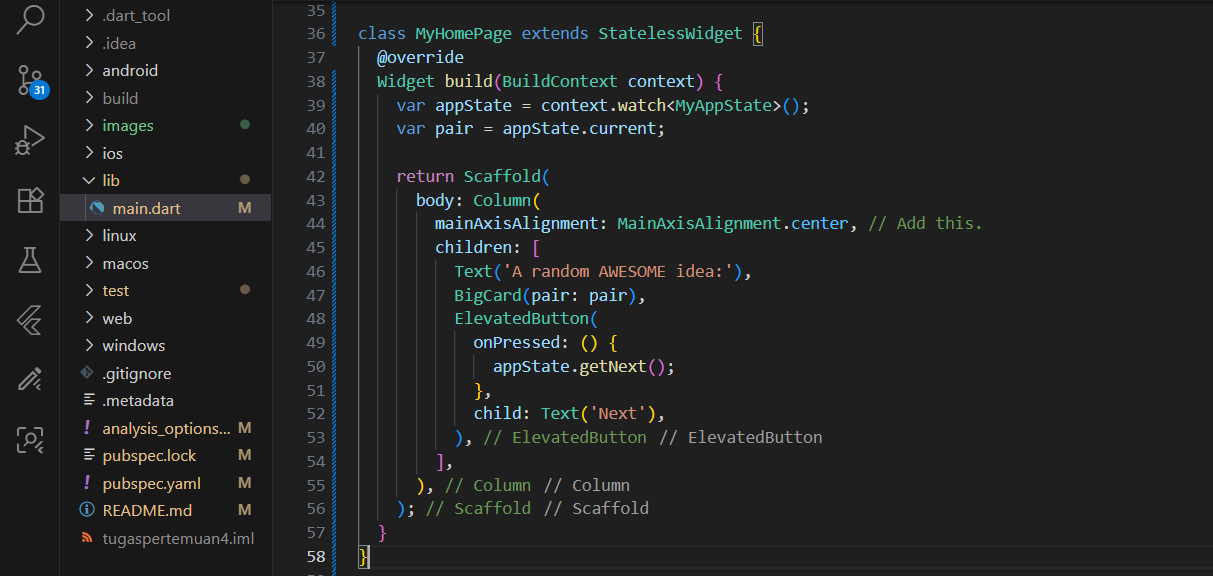 .dart_tool
.idea
android
build
images
ios
lib
main.dart M
linux
macos
test
web
windows
.gitignore
.metadata
! analysis_options... M
pubspec.lock M
! pubspec.yaml M
README.md M
tugaspertemuan4.iml
31
35
36 class MyHomePage extends StatelessWidget {
37 @override
38 Widget build(BuildContext context) {
39 var appState = context.watch<MyAppState>();
40 var pair = appState.current;
41
42 return Scaffold(
43 body: Column(
44 mainAxisAlignment: MainAxisAlignment.center, // Add this.
45 children: [
46 Text('A random AWESOME idea:'),
47 BigCard(pair: pair),
48 ElevatedButton(
49 onPressed: () {
50 appState.getNext();
51 },
52 child: Text('Next'),
53 ), // ElevatedButton // ElevatedButton
54 ],
55 ), // Column // Column
56 ); // Scaffold // Scaffold
57 }
58 }